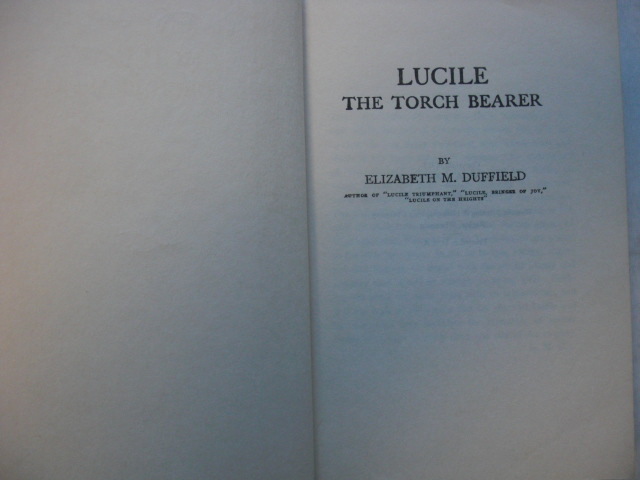 LUCILE
THE TORCH BEARER
BY
ELIZABETH M. DUFFIELD
AUTHOR OF "LUCILE TRIUMPHANT," "LUCILE, BRINGER OF JOY,"
"LUCILE ON THE HEIGHTS"